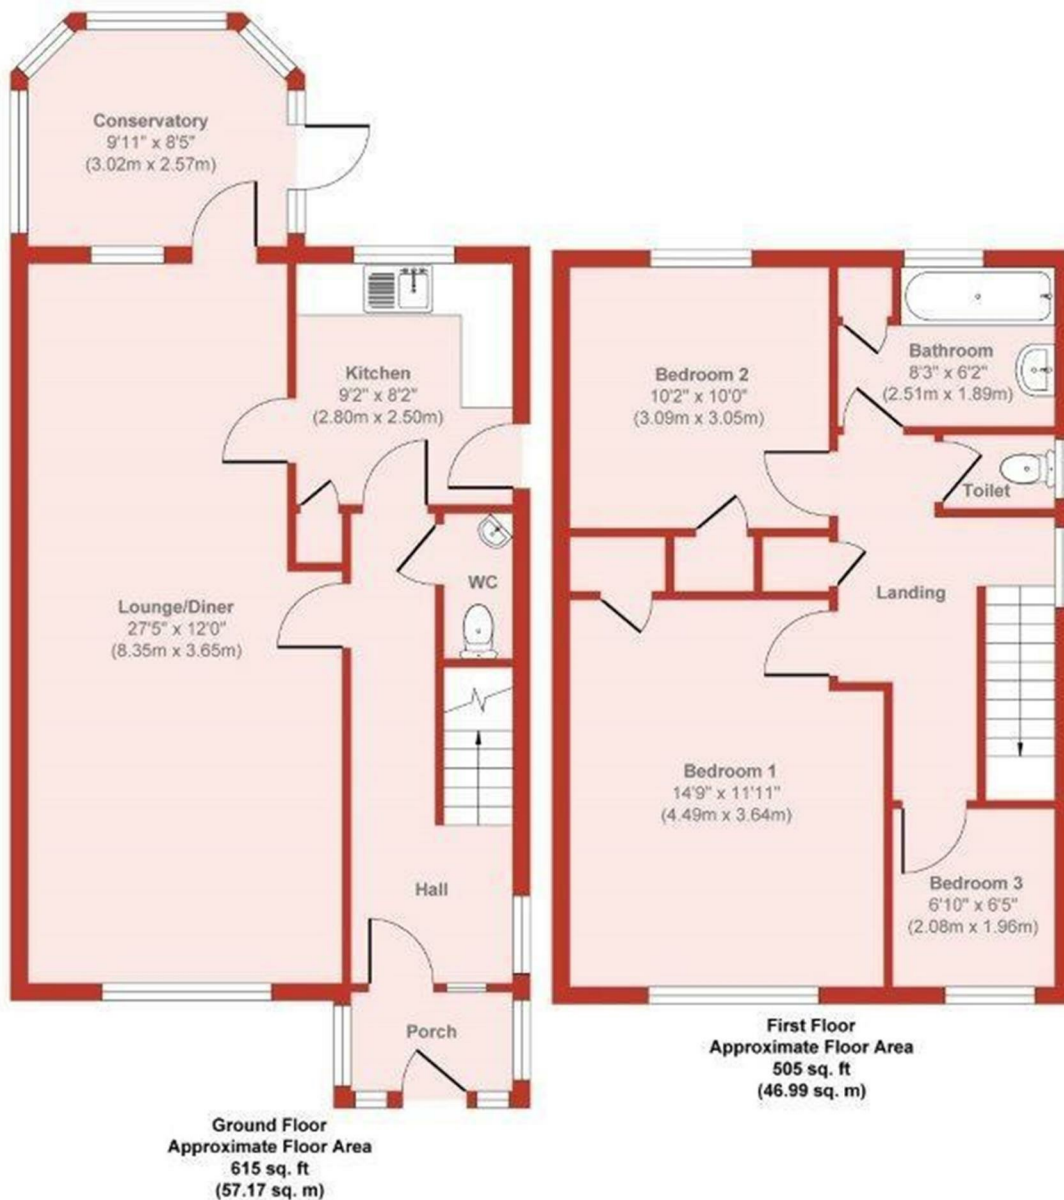 Conservatory
9'11" x 8'5"
(3.02m x 2.57m)
Kitchen
9'2" x 8'2"
(2.80m x 2.50m)
WC
Lounge/Diner
27'5" x 12'0"
(8.35m x 3.65m)
Hall
Porch
Ground Floor
Approximate Floor Area
615 sq. ft
(57.17 sq. m)
Bedroom 2
10'2" x 10'0"
(3.09m x 3.05m)
Bathroom
8'3" x 6'2"
(2.51m x 1.89m)
Toilet
Landing
Bedroom 1
14'9" x 11'11"
(4.49m x 3.64m)
Bedroom 3
6'10" x 6'5"
(2.08m x 1.96m)
First Floor
Approximate Floor Area
505 sq. ft
(46.99 sq. m)